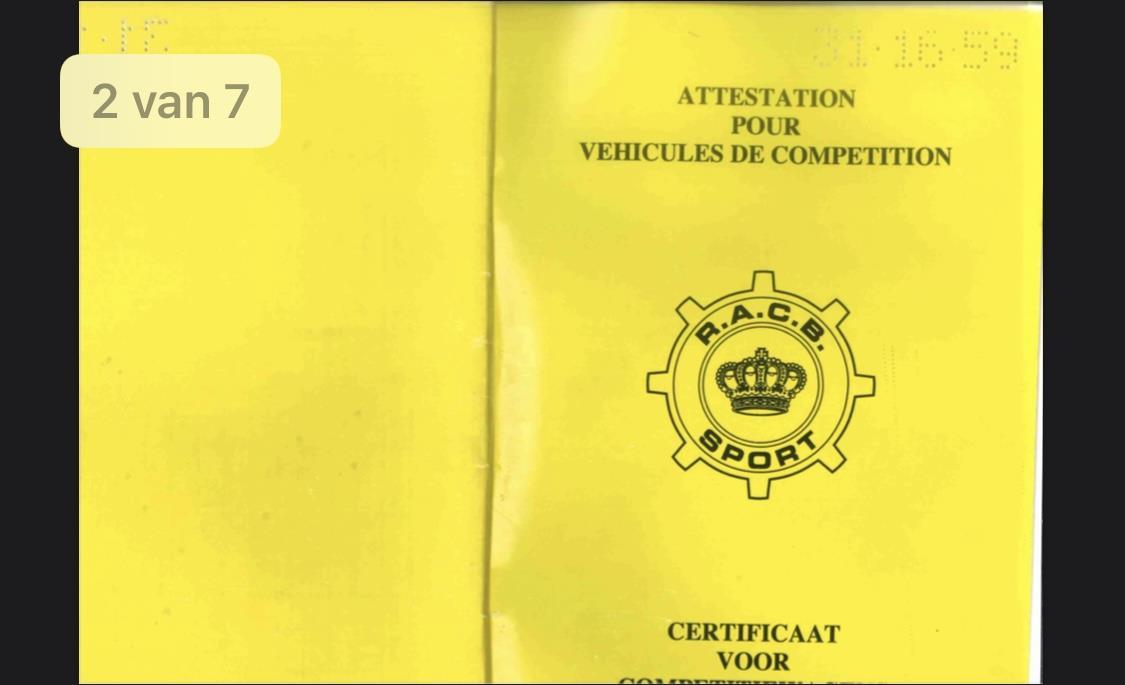 2 van 7
31·16·59
ATTESTATION
POUR
VEHICULES DE COMPETITION
R.A.C.B.
SPORT
CERTIFICAAT
VOOR